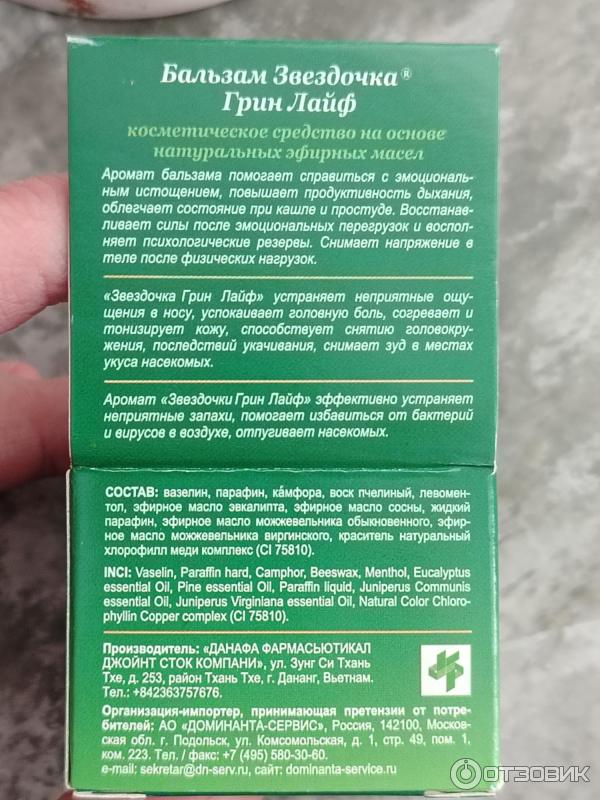 Бальзам Звездочка®
Грин Лайф
косметическое средство на основе
натуральных эфирных масел
Аромат бальзама помогает справиться с эмоциональ-
ным истощением, повышает продуктивность дыхания,
облегчает состояние при кашле и простуде. Восстанав-
ливает силы после эмоциональных перегрузок и воспол-
няет психологические резервы. Снимает напряжение в
теле после физических нагрузок.
«Звездочка Грин Лайф» устраняет неприятные ощу-
щения в носу, успокаивает головную боль, согревает и
тонизирует кожу, способствует снятию головокру-
жения, последствий укачивания, снимает зуд в местах
укуса насекомых.
Аромат «Звездочки Грин Лайф» эффективно устраняет
неприятные запахи, помогает избавиться от бактерий
и вирусов в воздухе, отпугивает насекомых.
СОСТАВ: вазелин, парафин, ка́мфора, воск пчелиный, левомен-
тол, эфирное масло эвкалипта, эфирное масло сосны, жидкий
парафин, эфирное масло можжевельника обыкновенного, эфир-
ное масло можжевельника виргинского, краситель натуральный
хлорофилл меди комплекс (CI 75810).
INCI: Vaselin, Paraffin hard, Camphor, Beeswax, Menthol, Eucalyptus
essential Oil, Pine essential Oil, Paraffin liquid, Juniperus Communis
essential Oil, Juniperus Virginiana essential Oil, Natural Color Chloro-
phyllin Copper complex (CI 75810).
Производитель: «ДАНАФА ФАРМАСЬЮТИКАЛ
ДЖОЙНТ СТОК КОМПАНИ», ул. Зунг Си Тхань
Тхе, д. 253, район Тхань Тхе, г. Дананг, Вьетнам.
Тел.: +842363757676.
Организация-импортер, принимающая претензии от потре-
бителей: АО «ДОМИНАНТА-СЕРВИС», Россия, 142100, Москов-
ская обл. г. Подольск, ул. Комсомольская, д. 1, стр. 49, пом. 1,
ком. 223. Тел. / факс: +7 (495) 580-30-60.
e-mail: sekretar@dn-serv.ru, сайт: dominanta-service.ru
ОТЗОВИК